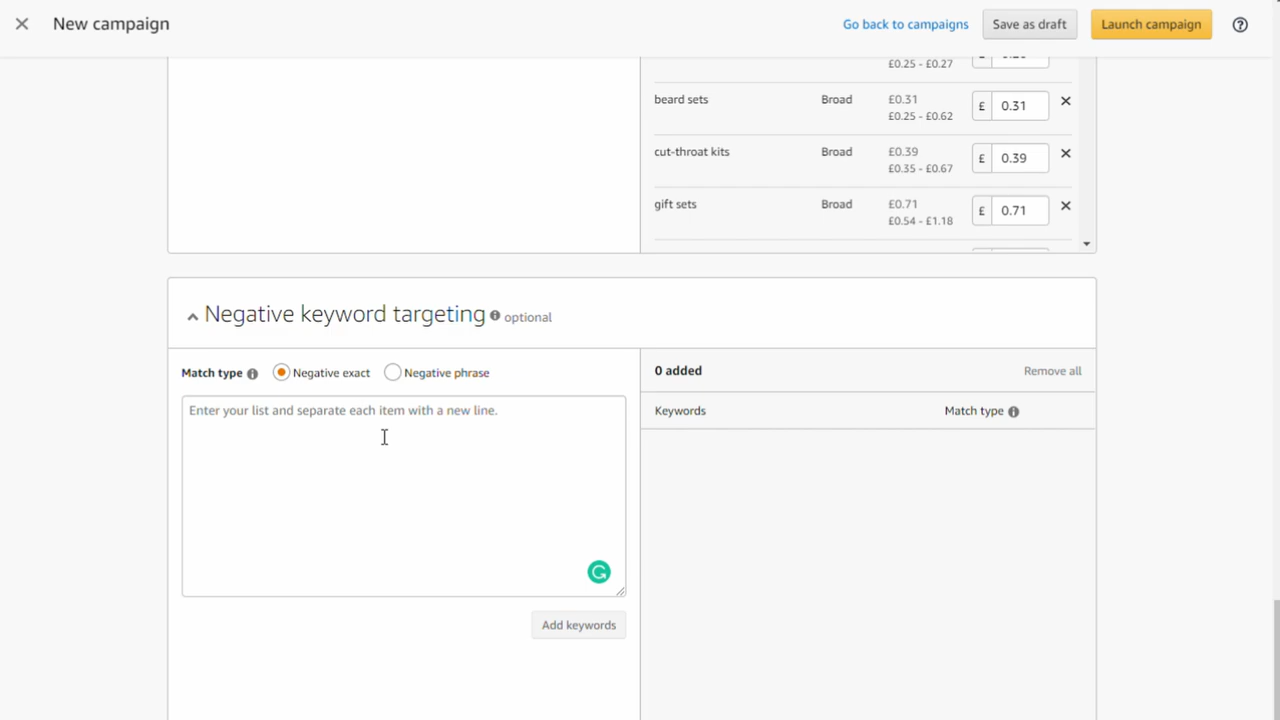 New campaign
Go back to campaigns
Save as draft
Launch campaign
£0.25 - £0.27
beard sets Broad £0.31 £ 0.31
£0.25 - £0.62
cut-throat kits Broad £0.39 £ 0.39
£0.35 - £0.67
gift sets Broad £0.71 £ 0.71
£0.54 - £1.18
Negative keyword targeting optional
Match type Negative exact Negative phrase
Enter your list and separate each item with a new line.
Add keywords
0 added Remove all
Keywords Match type